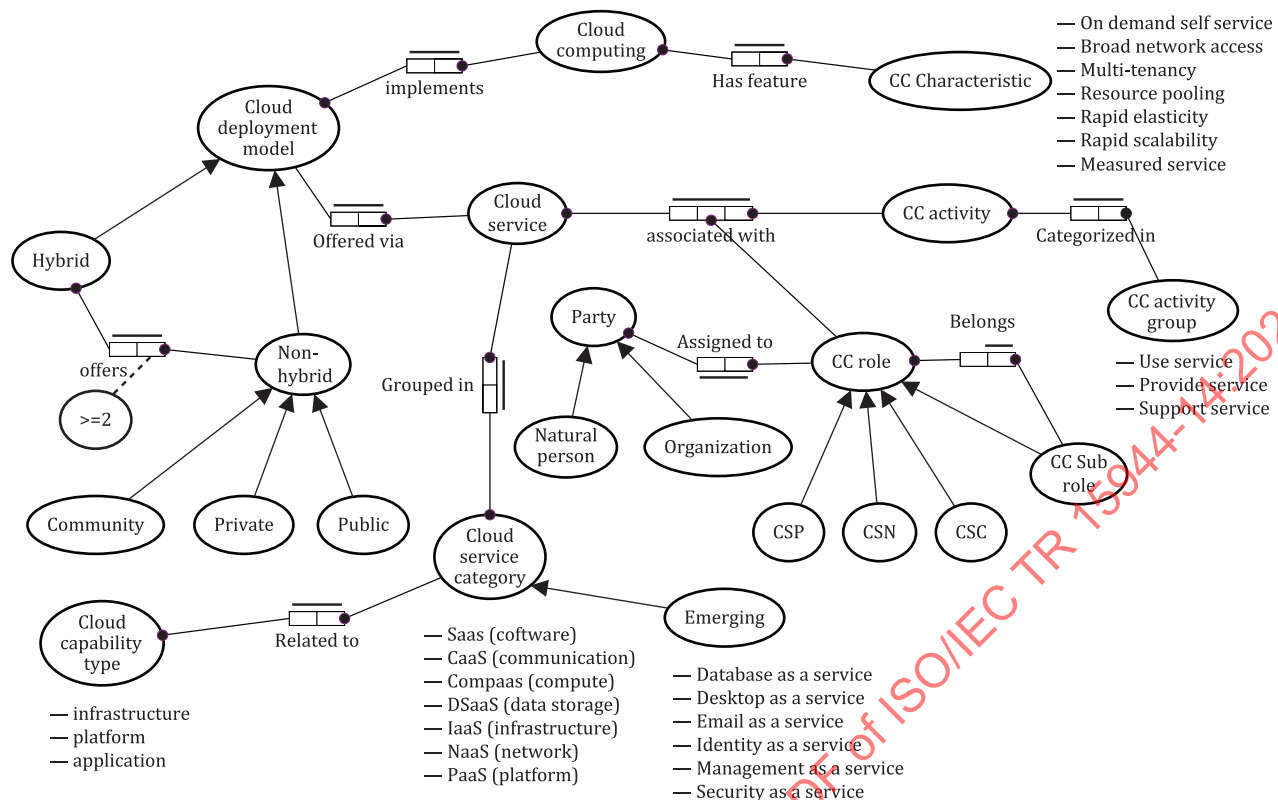 Cloud
computing
— On demand self service
— Broad network access
— Multi-tenancy
— Resource pooling
— Rapid elasticity
— Rapid scalability
— Measured service
implements
Has feature
CC Characteristic
Cloud
deployment
model
Offered via
Cloud
service
associated with
CC activity
Categorized in
Hybrid
CC activity
group
— Use service
— Provide service
— Support service
offers
>=2
Non-
hybrid
Party
Assigned to
CC role
Belongs
Grouped in
Natural
person
Organization
CC Sub
role
Community
Private
Public
CSP
CSN
CSC
Cloud
service
category
Emerging
Cloud
capability
type
Related to
— infrastructure
— platform
— application
— Saas (coftware)
— CaaS (communication)
— Compaas (compute)
— DSaaS (data storage)
— IaaS (infrastructure)
— NaaS (network)
— PaaS (platform)
— Database as a service
— Desktop as a service
— Email as a service
— Identity as a service
— Management as a service
— Security as a service
of ISO/IEC TR 15944-14:202